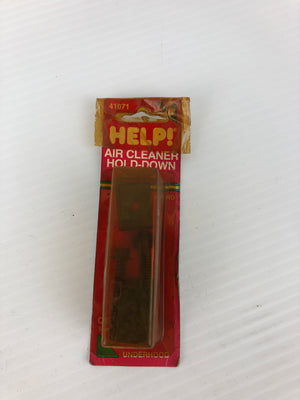 41071
HELP!
AIR CLEANER
HOLD-DOWN
UNDERHOOD